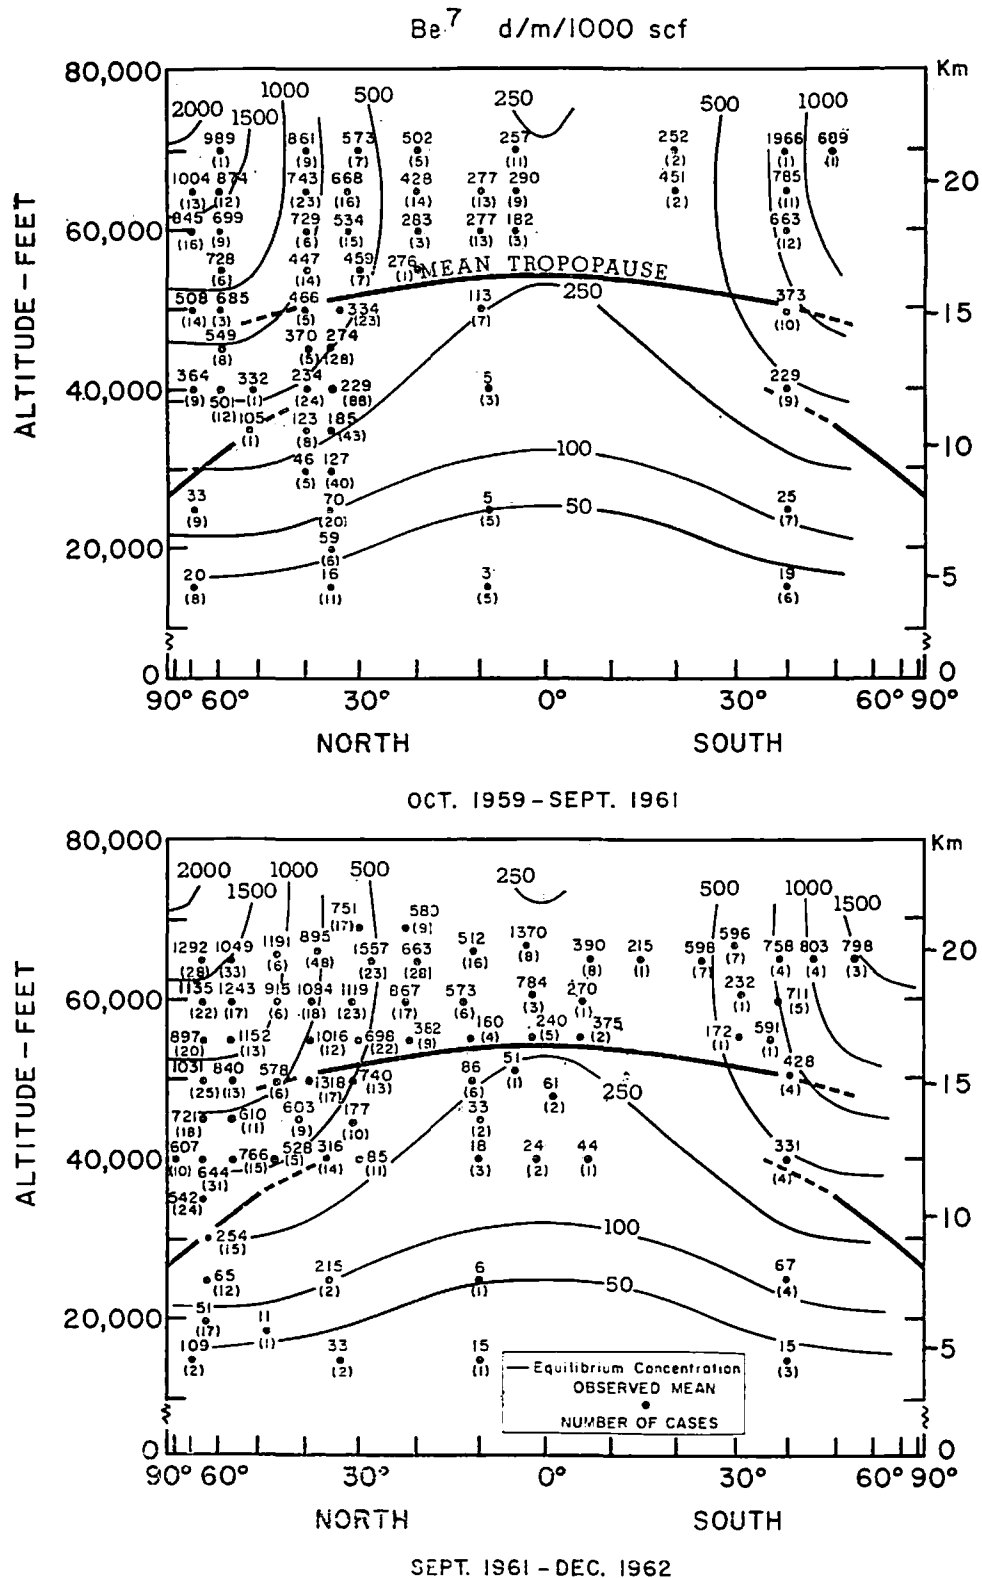 Be 7 d/m/1000 scf
80,000
Km
1000
500
250
500
1000
2000
1500
989 861 573 502 257 252 1966 689
(1) (9) (7) (5) (11) (2) (1) (1)
1004 874 743 668 428 277 290 451 785 20
(13) (12) (23) (16) (14) (13) (9) (2) (11)
845 699 729 534 283 277 182 663
60,000
(16) (9) (6) (15) (3) (13) (3) (12)
728 447 459 276
(6) (14) (7) (1) MEAN TROPOPAUSE
508 685 466 334 113 250 373 15
(14) (3) (5) (23) (7) (10)
549 370 274
(8) (5) (28)
364 332 234 229 5 229
40,000
(9) 501 (1) (24) (88) (3) (9)
(12) 105 123 185 10
(1) (8) (43)
46 127 100
(5) (40)
33 70 5 50 25
(9) (20) (5) (7)
20,000 59
(6)
20 16 3 19 5
(8) (11) (5) (6)
0 0
90° 60° 30° 0° 30° 60° 90°
NORTH SOUTH
ALTITUDE-FEET
OCT. 1959-SEPT. 1961
80,000
Km
2000 1000 500 250 500 1000
1500 1500
751 580
(17) (9)
1292 1049 1191 895 1557 663 512 1370 390 215 598 596 758 803 798 20
(28) (33) (6) (48) (23) (28) (16) (8) (8) (1) (7) (7) (4) (4) (3)
1135 1243 915 1084 1119 867 573 784 270 232 711
60,000
(22) (17) (6) (18) (23) (17) (6) (3) (1) (1) (5)
897 1152 1016 698 362 160 240 375 172 591
(20) (13) (12) (22) (9) (4) (5) (2) (1) (1)
1031 840 578 1318 740 86 51 428 15
(25) (13) (6) (17) (13) (6) (1) (4)
721 610 603 177 33 61 250
(18) (11) (9) (10) (2) (2)
607 766 528 316 85 18 24 44 331
40,000
(10) 644 (15) (5) (14) (11) (3) (2) (1) (4)
(31)
542
(24)
254 100 10
(15)
65 215 6 50 67
(12) (2) (1) (4)
51 11
20,000
(17) (1)
109 33 15 15 5
(2) (2) (1) (3)
Equilibrium Concentration
OBSERVED MEAN
NUMBER OF CASES
0 0
90° 60° 30° 0° 30° 60° 90°
NORTH SOUTH
ALTITUDE-FEET
SEPT. 1961-DEC. 1962